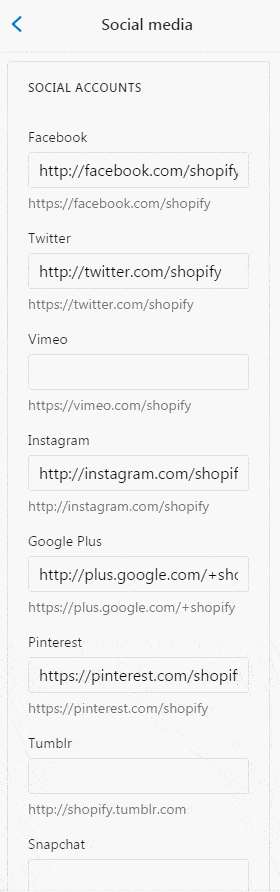 Social media
SOCIAL ACCOUNTS
Facebook
http://facebook.com/shopify
https://facebook.com/shopify
Twitter
http://twitter.com/shopify
https://twitter.com/shopify
Vimeo
https://vimeo.com/shopify
Instagram
http://instagram.com/shopif
http://instagram.com/shopify
Google Plus
http://plus.google.com/+sho
https://plus.google.com/+shopify
Pinterest
https://pinterest.com/shopif
https://pinterest.com/shopify
Tumblr
http://shopify.tumblr.com
Snapchat